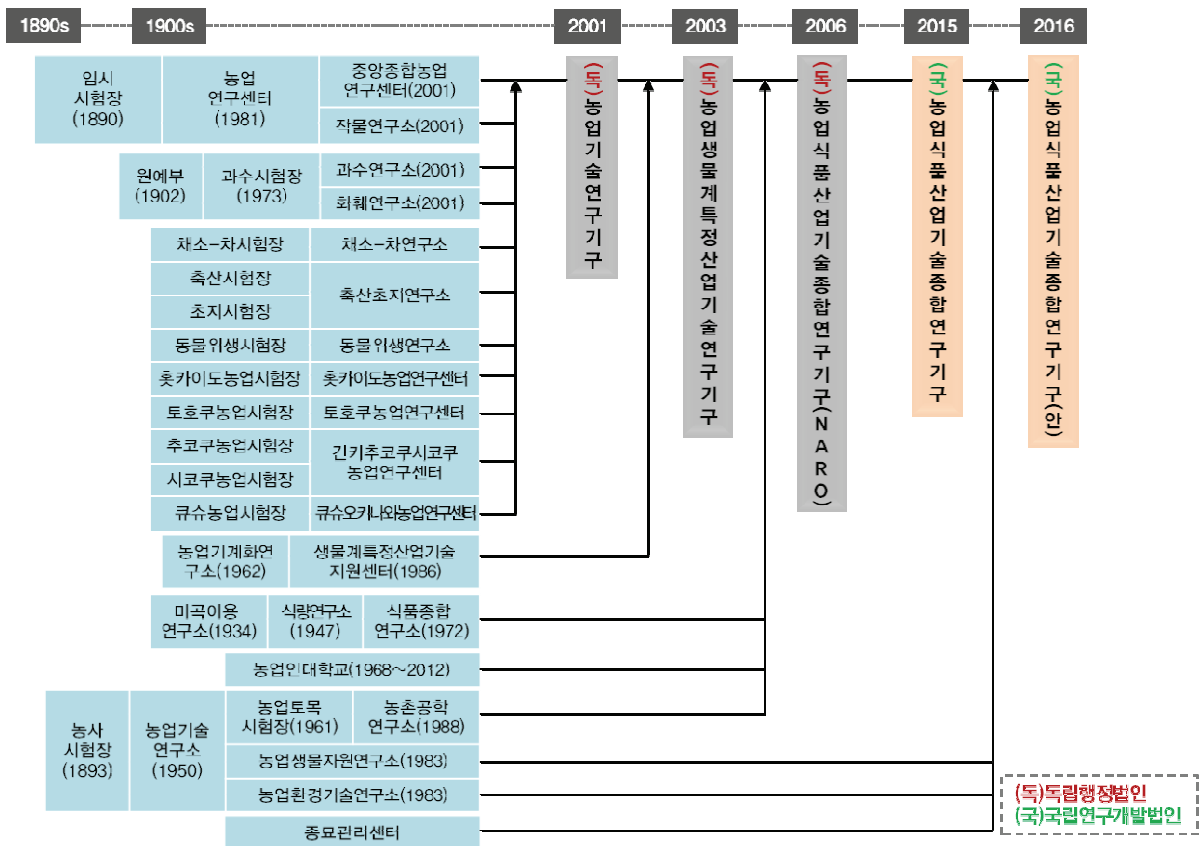 1890s
1900s
2001
2003
2006
2015
2016
임시
시험장
(1890)
농업
연구센터
(1981)
중앙종합농업
연구센터(2001)
작물연구소(2001)
원예부
(1902)
과수시험장
(1973)
과수연구소(2001)
화훼연구소(2001)
채소-차시험장
채소-차연구소
축산시험장
초지시험장
축산초지연구소
동물위생시험장
동물위생연구소
홋카이도농업시험장
홋카이도농업연구센터
토호쿠농업시험장
토호쿠농업연구센터
추코쿠농업시험장
시코쿠농업시험장
긴키추코쿠시코쿠
농업연구센터
큐슈농업시험장
큐슈오키나와농업연구센터
농업기계화연
구소(1962)
생물계특정산업기술
지원센터(1986)
미곡이용
연구소(1934)
식량연구소
(1947)
식품종합
연구소(1972)
농업인대학교(1968~2012)
농사
시험장
(1893)
농업기술
연구소
(1950)
농업토목
시험장(1961)
농촌공학
연구소(1988)
농업생물자원연구소(1983)
농업환경기술연구소(1983)
종묘관리센터
(독)농업기술연구기구
(독)농업생물계특정산업기술연구기구
(독)농업식품산업기술종합연구기구(NARO)
(국)농업식품산업기술종합연구기구
(국)농업식품산업기술종합연구기구(안)
(독)독립행정법인
(국)국립연구개발법인